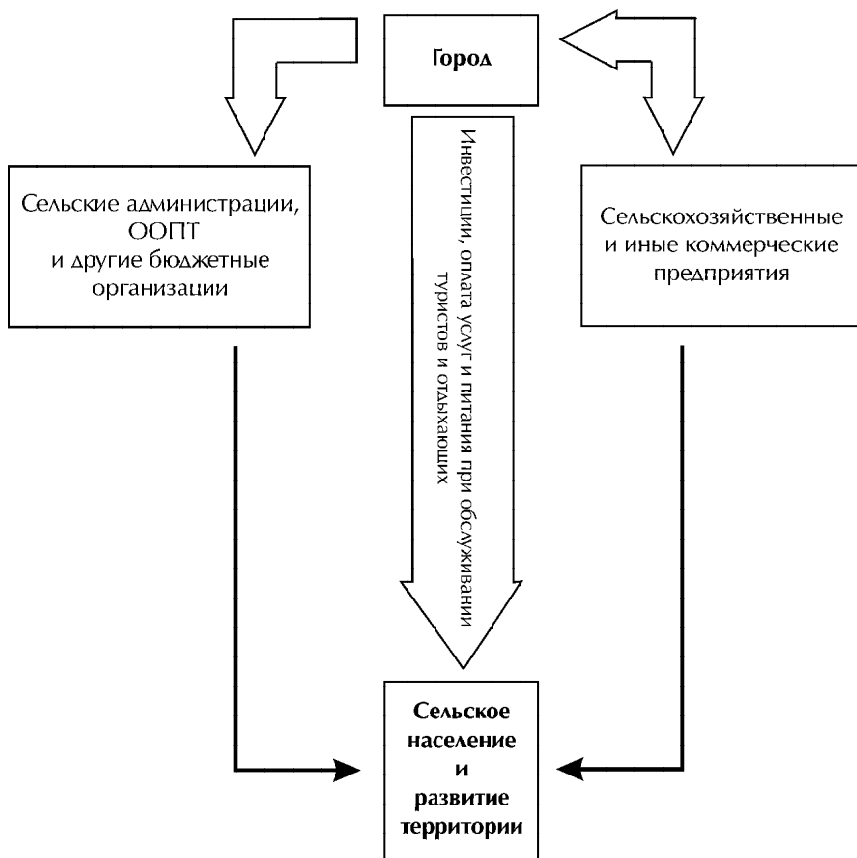 Город
Сельские администрации,
ООПТ
и другие бюджетные
организации
Инвестиции, оплата услуг и питания при обслуживании
туристов и отдыхающих
Сельскохозяйственные
и иные коммерческие
предприятия
Сельское
население
и
развитие
территории